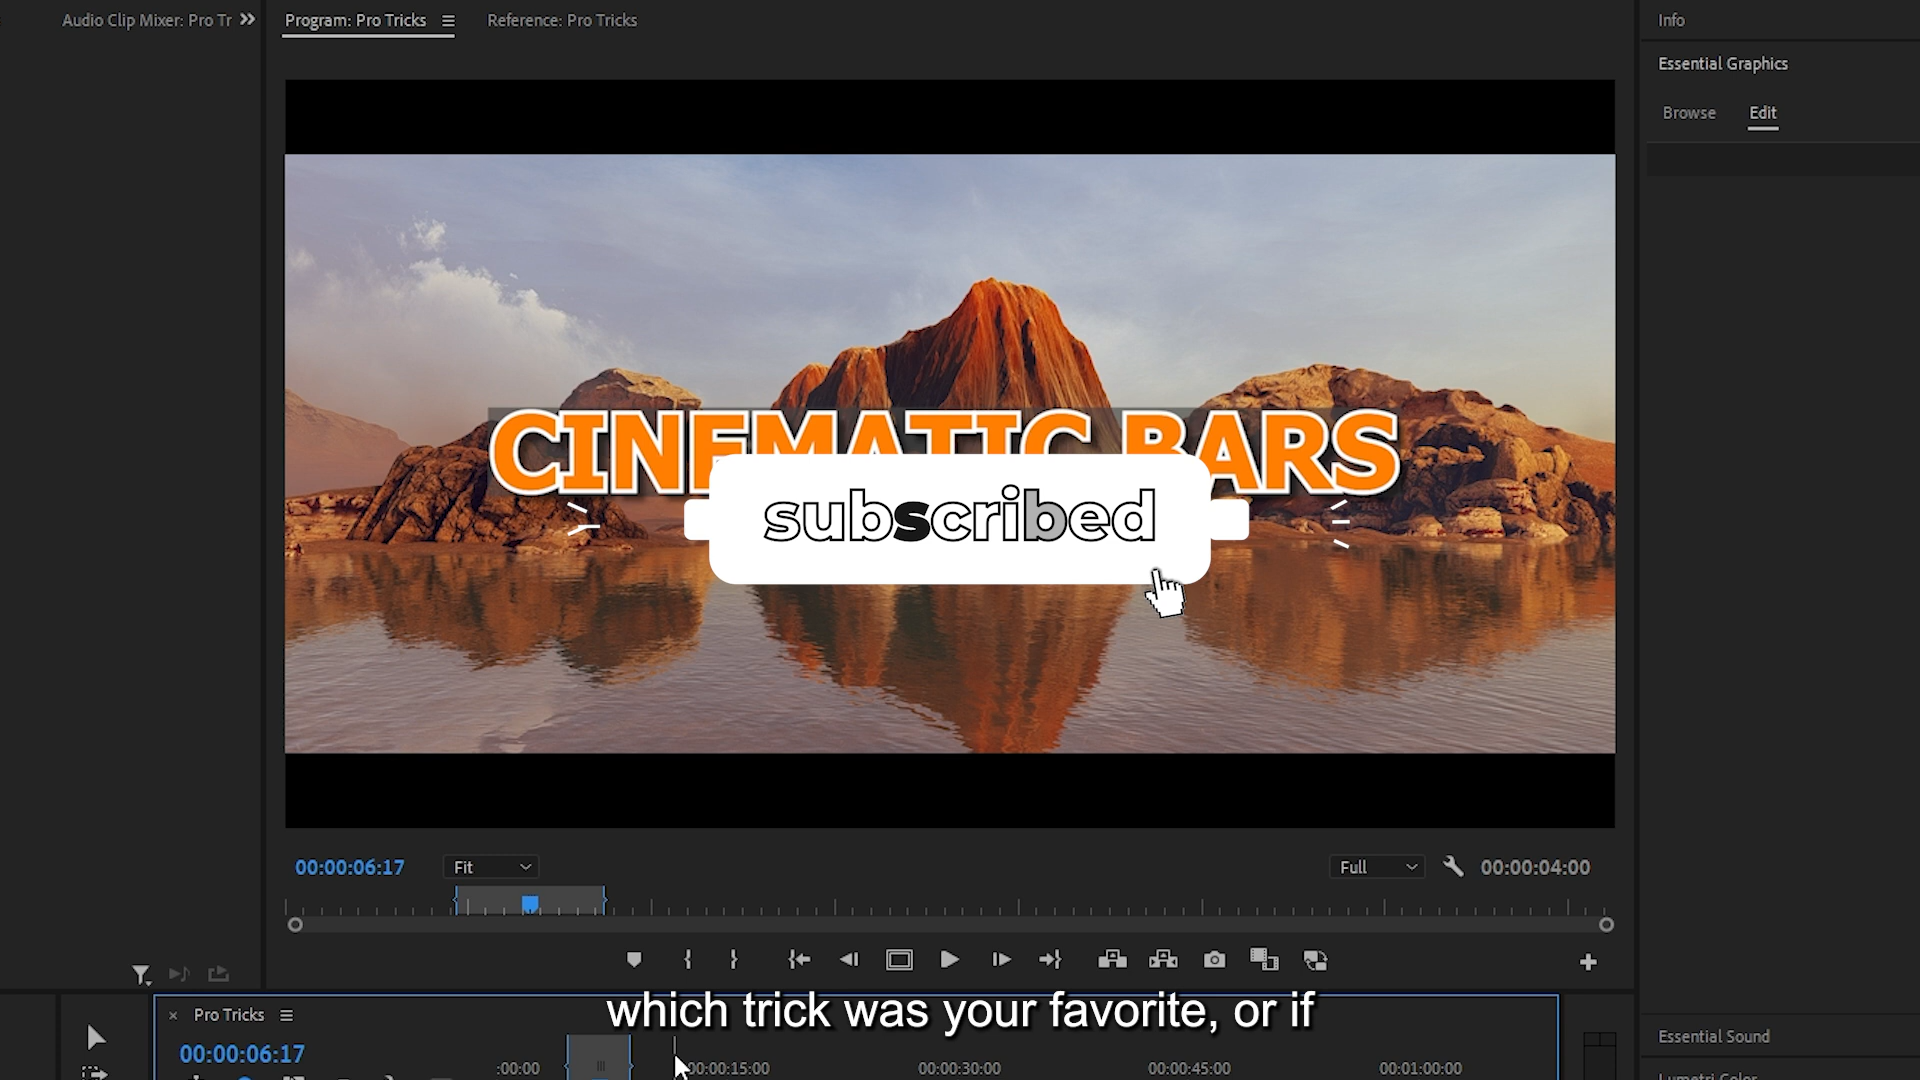 Audio Clip Mixer: Pro Tr
Program: Pro Tricks
Reference: Pro Tricks
Info
Essential Graphics
Browse
Edit
CINEMATIC BARS
subscribed
00:00:06:17
Fit
Full
00:00:04:00
Pro Tricks
which trick was your favorite, or if
00:00:06:17
:00:00
00:00:15:00
00:00:30:00
00:00:45:00
00:01:00:00
Essential Sound
Lumetri Color